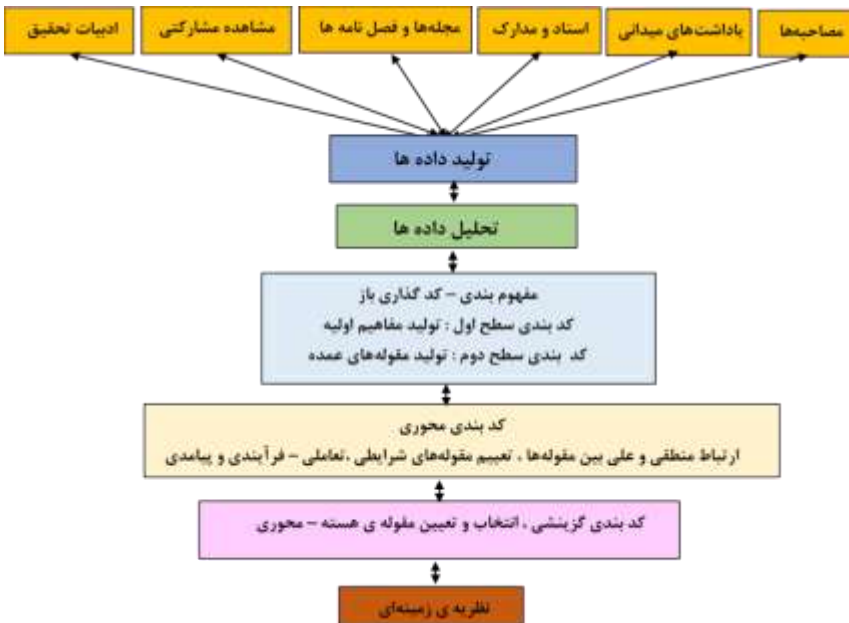 مصاحبه‌ها
یاداشت‌های میدانی
اسناد و مدارک
مجله‌ها و فصل نامه ها
مشاهده مشارکتی
ادبیات تحقیق
تولید داده ها
تحلیل داده ها
مفهوم بندی – کد گذاری باز
کد بندی سطح اول : تولید مفاهیم اولیه
کد بندی سطح دوم : تولید مقوله‌های عمده
کد بندی محوری
ارتباط منطقی و علی بین مقوله‌ها ، تعییم مقوله‌های شرایطی ،تعاملی – فرآیندی و پیامدی
کد بندی گزینشی ، انتخاب و تعیین مقوله ی هسته – محوری
نظریه ی زمینه‌ای